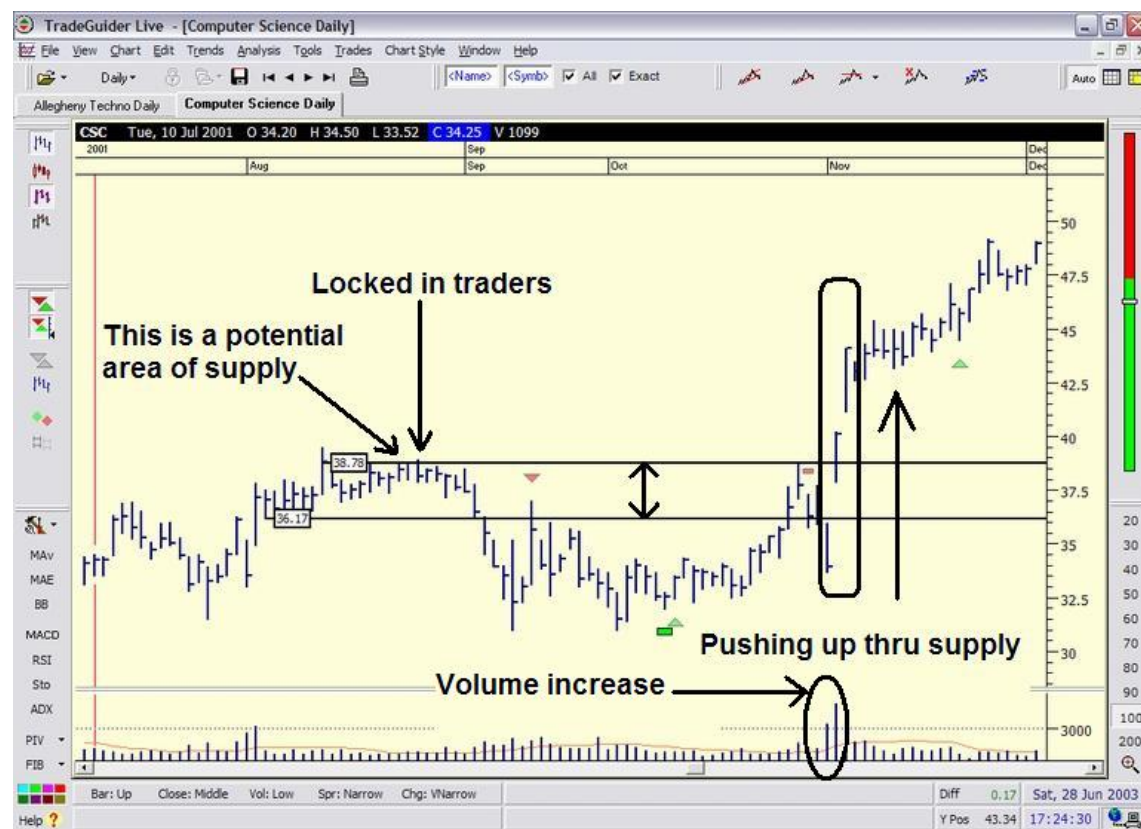 TradeGuider Live - [Computer Science Daily]
File View Chart Edit Trends Analysis Tools Trades Chart Style Window Help
Daily <Name> <Symb> All Exact Auto
Allegheny Techno Daily Computer Science Daily
CSC Tue, 10 Jul 2001 O 34.20 H 34.50 L 33.52 C 34.25 V 1099
2001 Sep Dec
Aug Sep Oct Nov Dec
50
Locked in traders
47.5
This is a potential
area of supply
45
42.5
40
38.78
37.5
36.17
35
32.5
30
Pushing up thru supply
Volume increase
3000
MAv
MAE
BB
MACD
RSI
Sto
ADX
PIV
FIB
20
30
40
50
60
70
80
90
100
200
Bar: Up Close: Middle Vol: Low Spr: Narrow Chg: VNarrow Diff 0.17 Sat, 28 Jun 2003
Help ? Y Pos 43.34 17:24:30